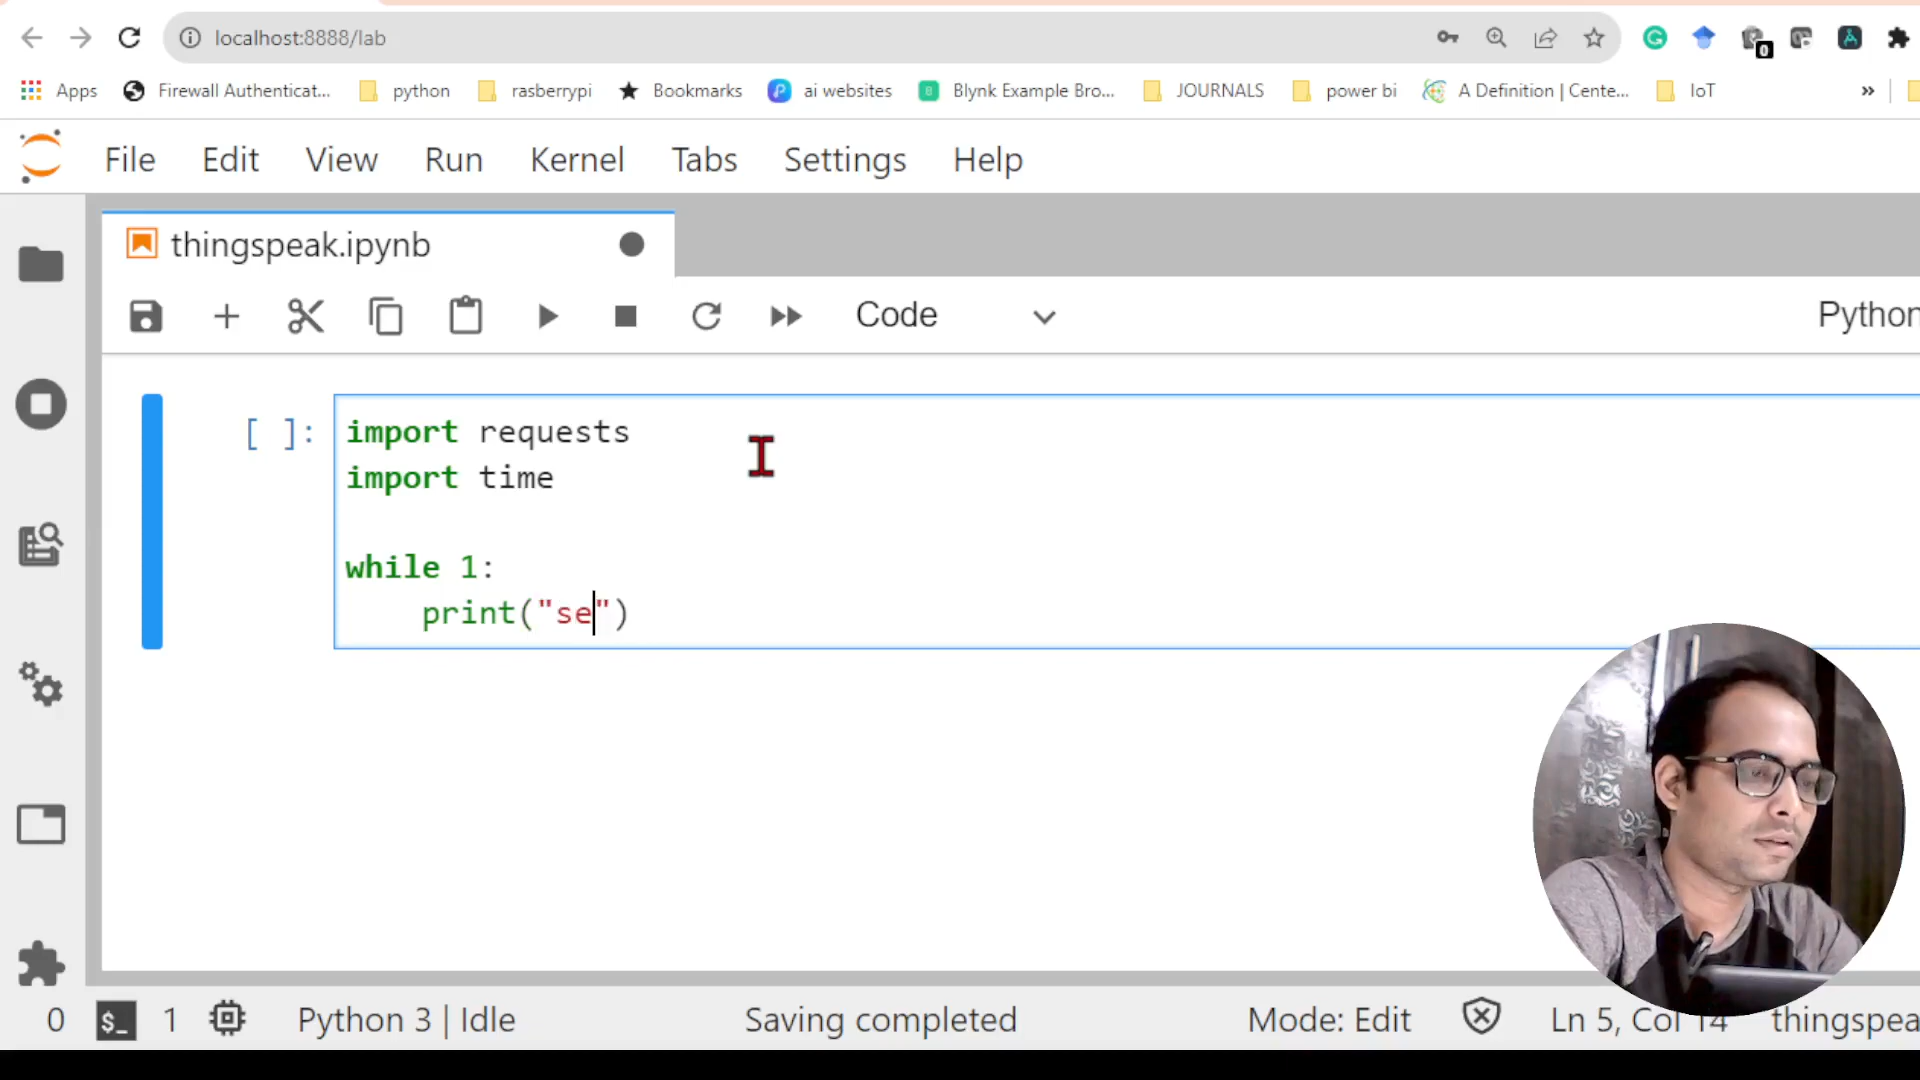 localhost:8888/lab
0
Apps Firewall Authenticat... python rasberrypi Bookmarks ai websites Blynk Example Bro... JOURNALS power bi A Definition | Cente... IoT »
File Edit View Run Kernel Tabs Settings Help
thingspeak.ipynb
Code Python
[ ]: import requests
import time
while 1:
print("se")
0 $_ 1 Python 3 | Idle Saving completed Mode: Edit Ln 5, Col 14 thingspea